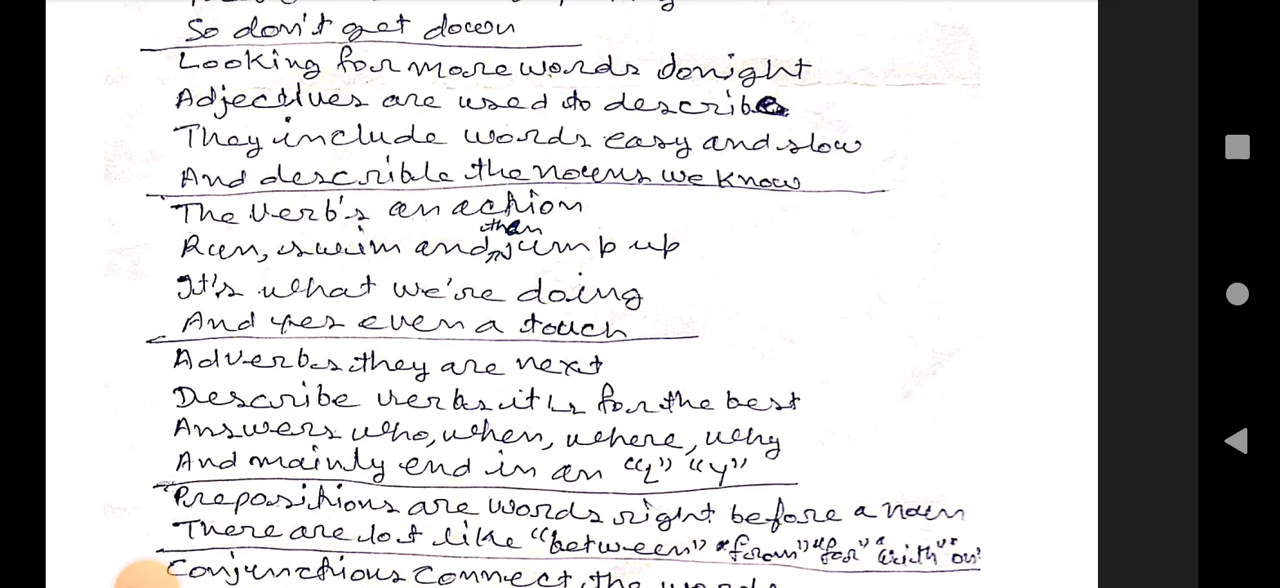 So don't get down
Looking for more words donight
Adjectives are used to describe
They include words easy and slow
And describle the nouns we know
The Verb's an action
Run, swim and then jump up
It's what we're doing
And yes even a touch
Adverbs they are next
Describe verbs it is for the best
Answers who, when, where, why
And mainly end in an "L" "Y"
Prepositions are words right before a noun
There are lot like "between" "from" "for" "with" "on"
Conjunctions connect the words